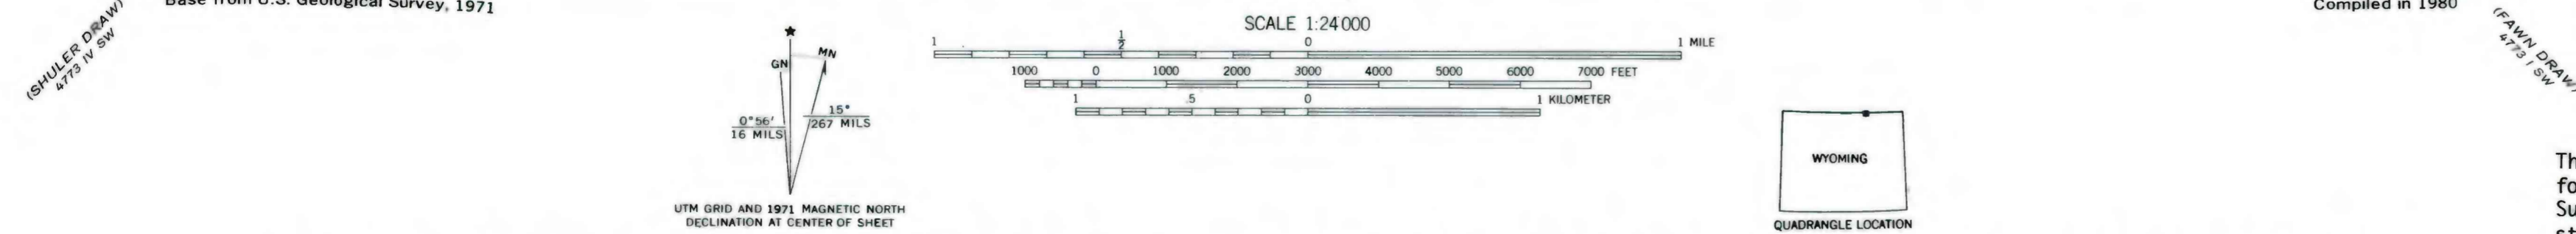 Base from U.S. Geological Survey, 1971
Compiled in 1980
(SHULER DRAW)
4773 IV SW
(FAWN DRAW)
4773 I SW
SCALE 1:24 000
1 1/2 0 1 MILE
1000 0 1000 2000 3000 4000 5000 6000 7000 FEET
1 .5 0 1 KILOMETER
★
GN MN
0°56'
16 MILS
15°
267 MILS
UTM GRID AND 1971 MAGNETIC NORTH
DECLINATION AT CENTER OF SHEET
WYOMING
QUADRANGLE LOCATION